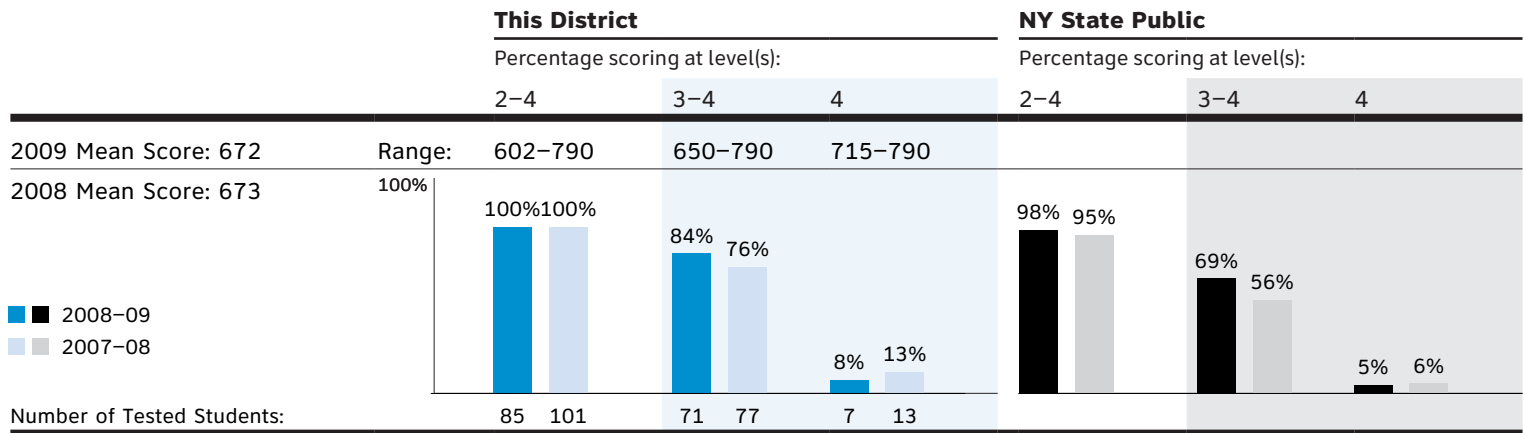 This District NY State Public
Percentage scoring at level(s): Percentage scoring at level(s):
2–4 3–4 4 2–4 3–4 4
2009 Mean Score: 672 Range: 602–790 650–790 715–790
2008 Mean Score: 673 100%
100% 100% 84% 76% 8% 13% 98% 95% 69% 56% 5% 6%
2008–09
2007–08
Number of Tested Students: 85 101 71 77 7 13